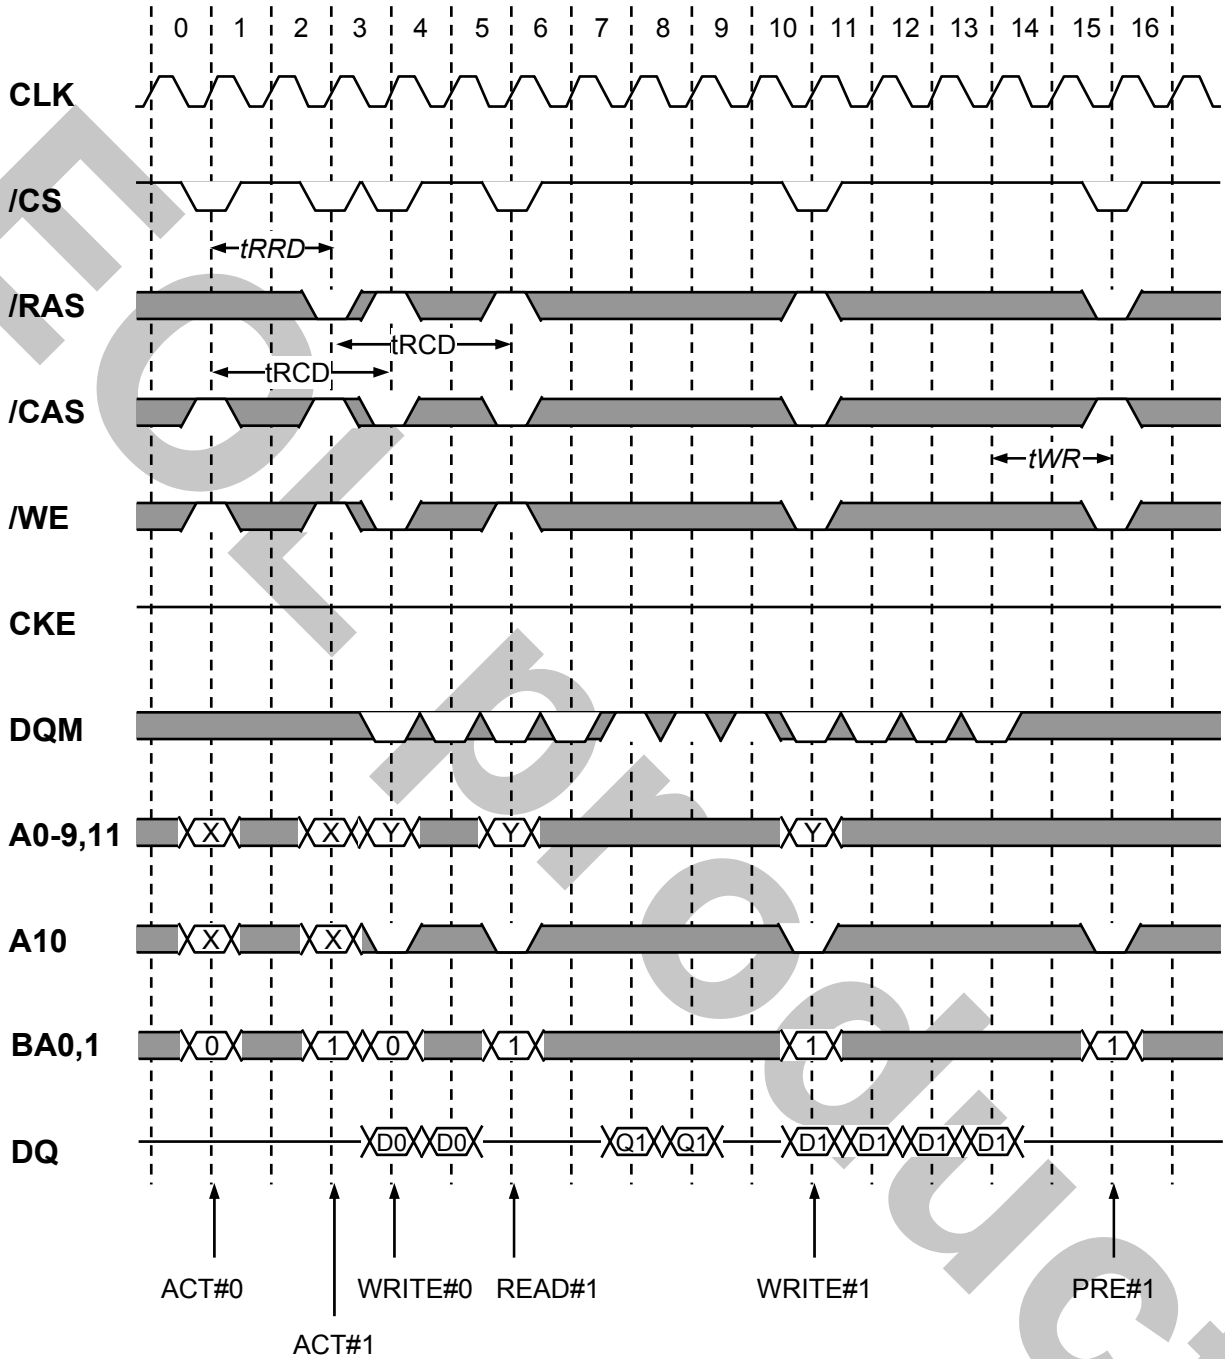 0 1 2 3 4 5 6 7 8 9 10 11 12 13 14 15 16
CLK
/CS
tRRD
/RAS
tRCD
tRCD
/CAS
tWR
/WE
CKE
DQM
A0-9,11 X X Y Y Y
A10 X X
BA0,1 0 1 0 1 1 1
DQ D0 D0 Q1 Q1 D1 D1 D1 D1
ACT#0 WRITE#0 READ#1 WRITE#1 PRE#1
ACT#1